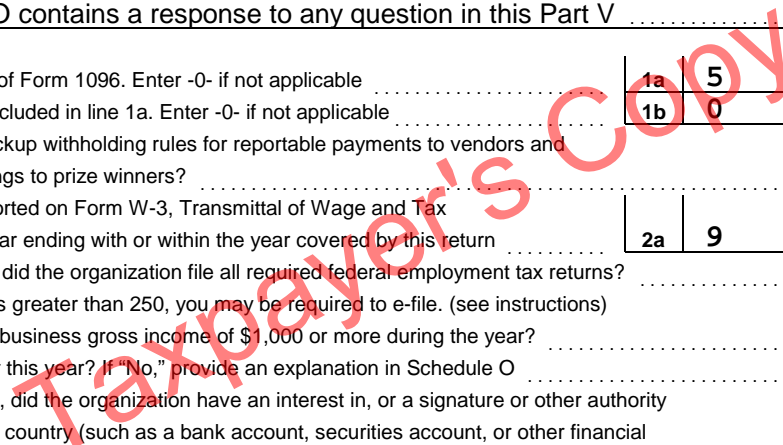 O contains a response to any question in this Part V
of Form 1096. Enter -0- if not applicable 1a 5
cluded in line 1a. Enter -0- if not applicable 1b 0
ckup withholding rules for reportable payments to vendors and
ngs to prize winners?
orted on Form W-3, Transmittal of Wage and Tax
ar ending with or within the year covered by this return 2a 9
did the organization file all required federal employment tax returns?
s greater than 250, you may be required to e-file. (see instructions)
business gross income of $1,000 or more during the year?
this year? If “No,” provide an explanation in Schedule O
, did the organization have an interest in, or a signature or other authority
country (such as a bank account, securities account, or other financial
Taxpayer's Copy